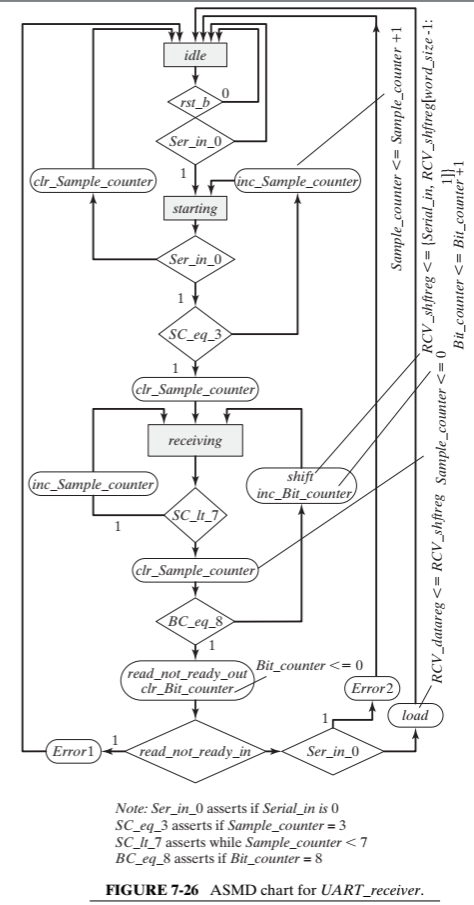 idle
rst_b
0
Ser_in_0
1
clr_Sample_counter
inc_Sample_counter
starting
Ser_in_0
1
SC_eq_3
1
clr_Sample_counter
receiving
inc_Sample_counter
shift
inc_Bit_counter
SC_lt_7
1
clr_Sample_counter
BC_eq_8
1
read_not_ready_out
clr_Bit_counter
Bit_counter <= 0
Error2
load
Error1
1
read_not_ready_in
1
Ser_in_0
Sample_counter <= Sample_counter +1
RCV_shftreg <= {Serial_in, RCV_shftreg[word_size -1:
1]}
Bit_counter <= Bit_counter +1
Sample_counter <= 0
RCV_datareg <= RCV_shftreg
Note: Ser_in_0 asserts if Serial_in is 0
SC_eq_3 asserts if Sample_counter = 3
SC_lt_7 asserts while Sample_counter < 7
BC_eq_8 asserts if Bit_counter = 8
FIGURE 7-26 ASMD chart for UART_receiver.